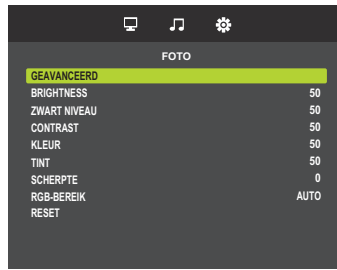 FOTO
GEAVANCEERD
BRIGHTNESS 50
ZWART NIVEAU 50
CONTRAST 50
KLEUR 50
TINT 50
SCHERPTE 0
RGB-BEREIK AUTO
RESET